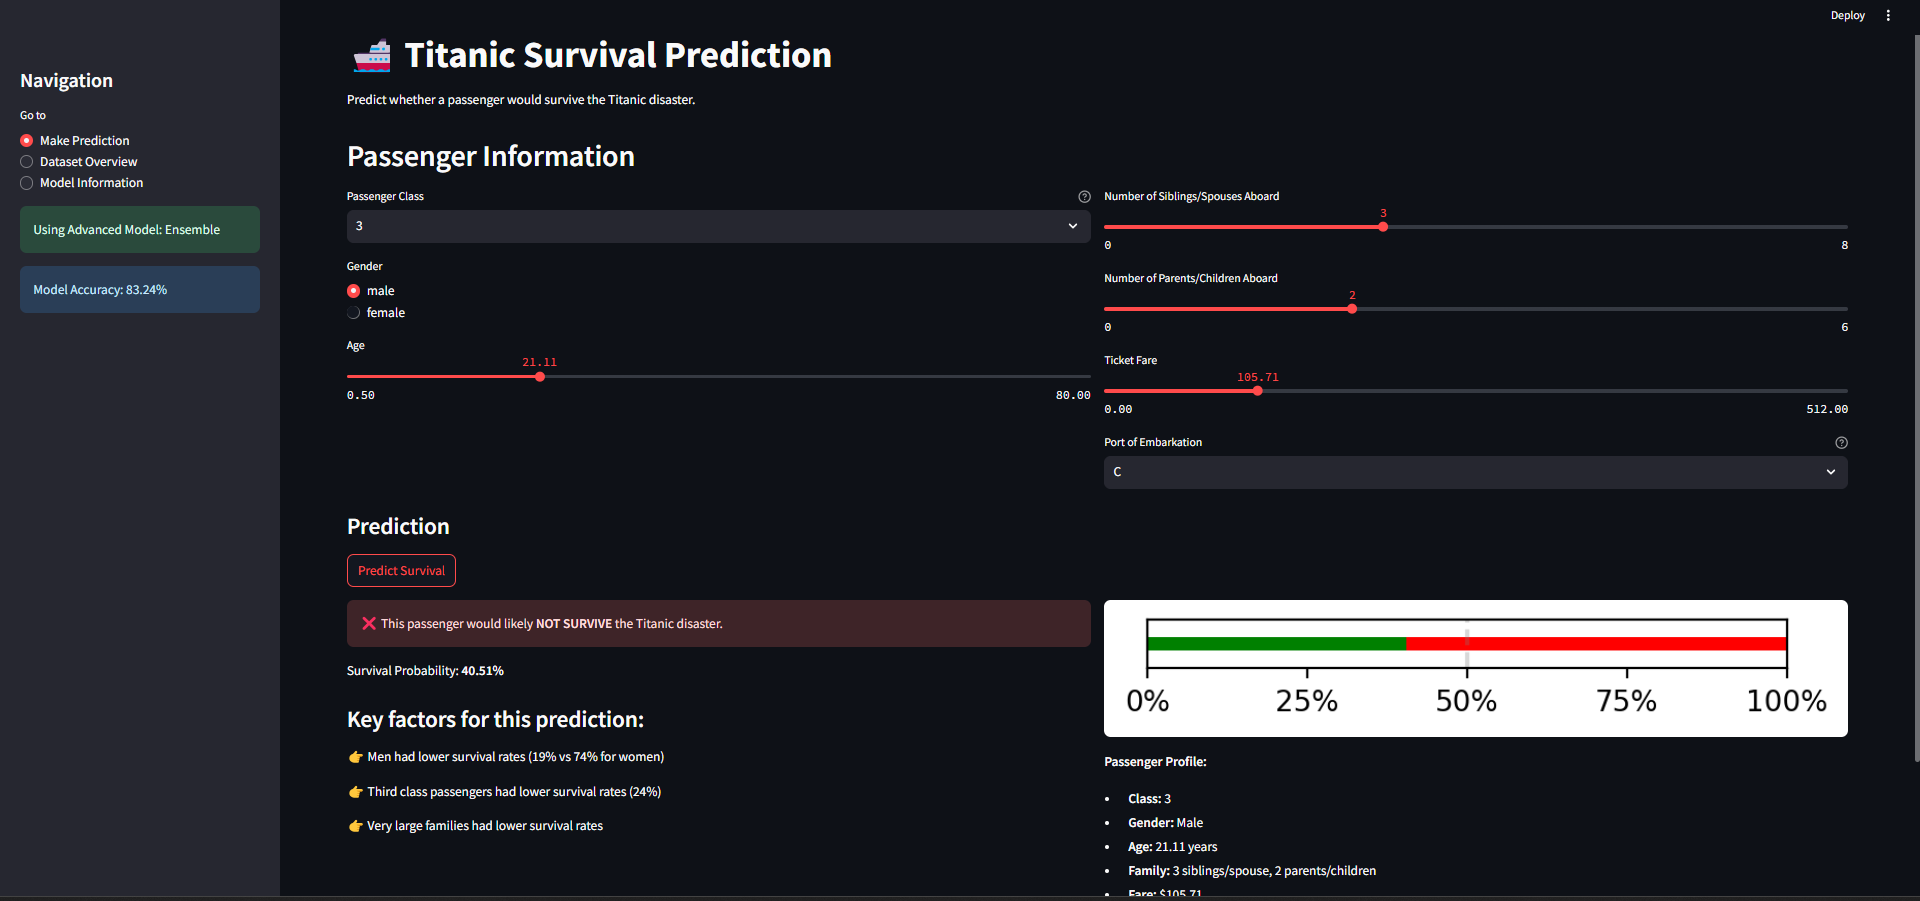 Deploy
Navigation
Go to
Make Prediction
Dataset Overview
Model Information
Using Advanced Model: Ensemble
Model Accuracy: 83.24%
Titanic Survival Prediction
Predict whether a passenger would survive the Titanic disaster.
Passenger Information
Passenger Class
3
Gender
male
female
Age
21.11
0.50 80.00
Number of Siblings/Spouses Aboard
3
0 8
Number of Parents/Children Aboard
2
0 6
Ticket Fare
105.71
0.00 512.00
Port of Embarkation
C
Prediction
Predict Survival
This passenger would likely NOT SURVIVE the Titanic disaster.
Survival Probability: 40.51%
Key factors for this prediction:
Men had lower survival rates (19% vs 74% for women)
Third class passengers had lower survival rates (24%)
Very large families had lower survival rates
0% 25% 50% 75% 100%
Passenger Profile:
• Class: 3
• Gender: Male
• Age: 21.11 years
• Family: 3 siblings/spouse, 2 parents/children
• Fare: $105.71